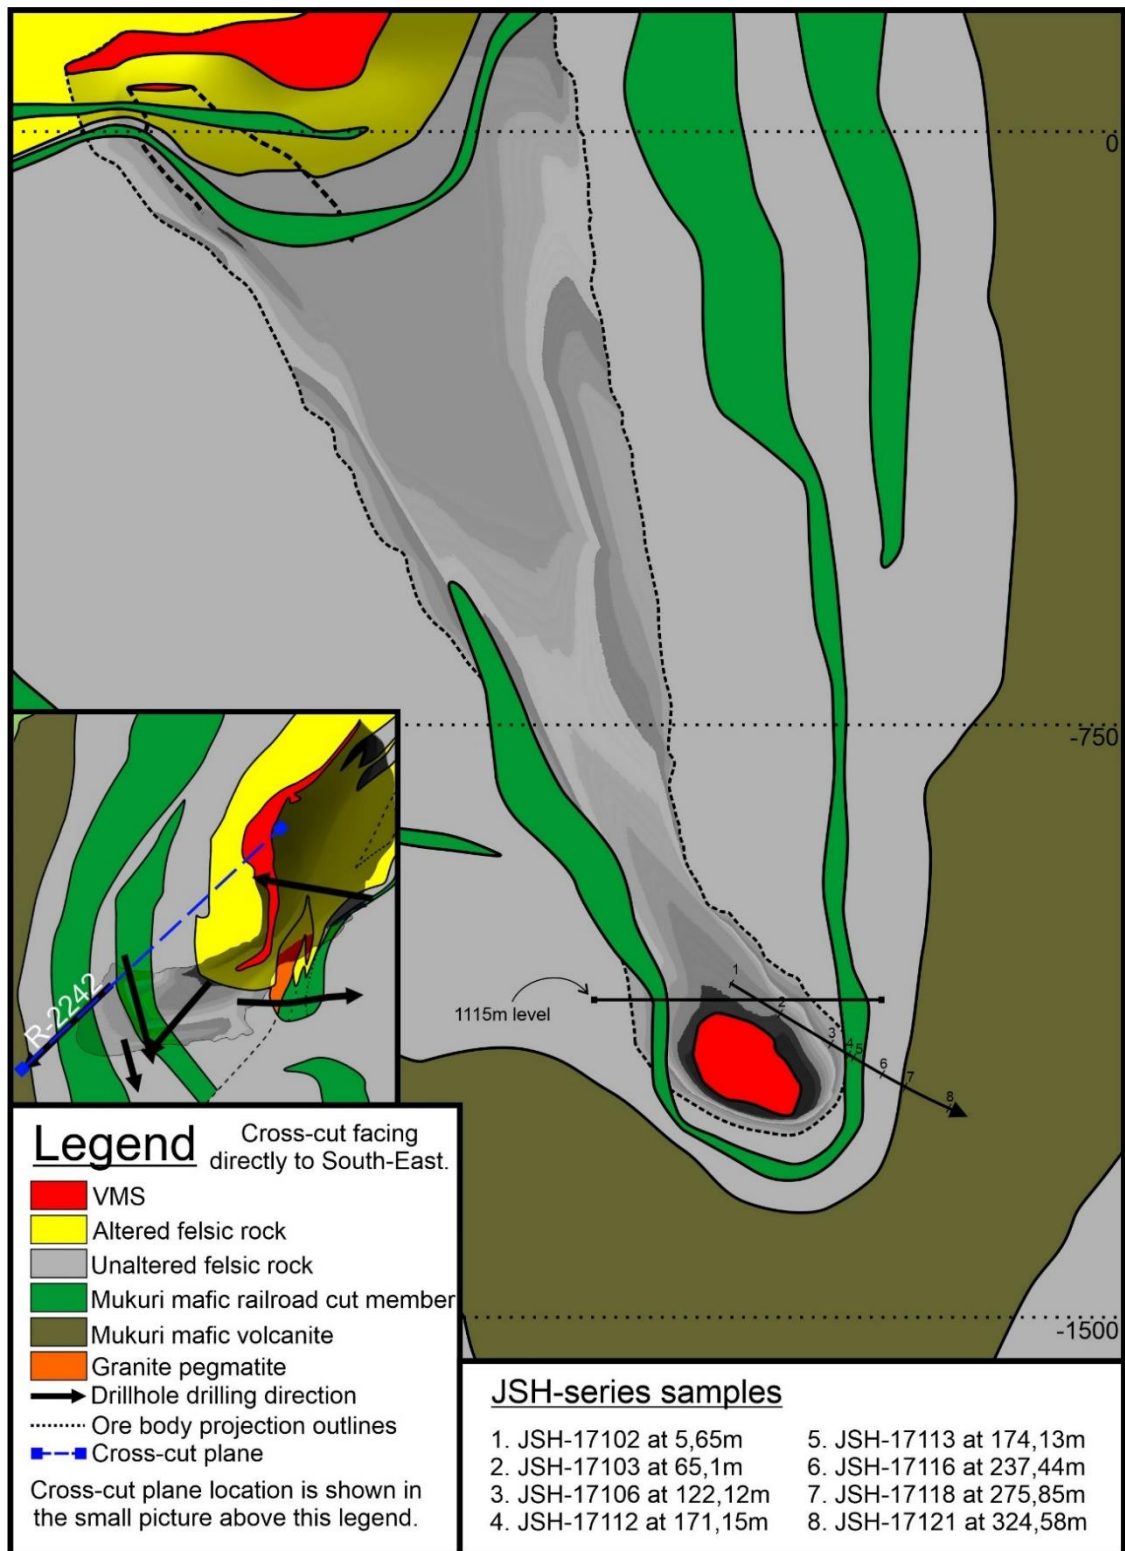 0
-750
1
2
3
4
5
6
7
8
1115m level
R-2242
-1500
Legend
Cross-cut facing
directly to South-East.
VMS
Altered felsic rock
Unaltered felsic rock
Mukuri mafic railroad cut member
Mukuri mafic volcanite
Granite pegmatite
Drillhole drilling direction
Ore body projection outlines
Cross-cut plane
Cross-cut plane location is shown in
the small picture above this legend.
JSH-series samples
1. JSH-17102 at 5,65m
2. JSH-17103 at 65,1m
3. JSH-17106 at 122,12m
4. JSH-17112 at 171,15m
5. JSH-17113 at 174,13m
6. JSH-17116 at 237,44m
7. JSH-17118 at 275,85m
8. JSH-17121 at 324,58m